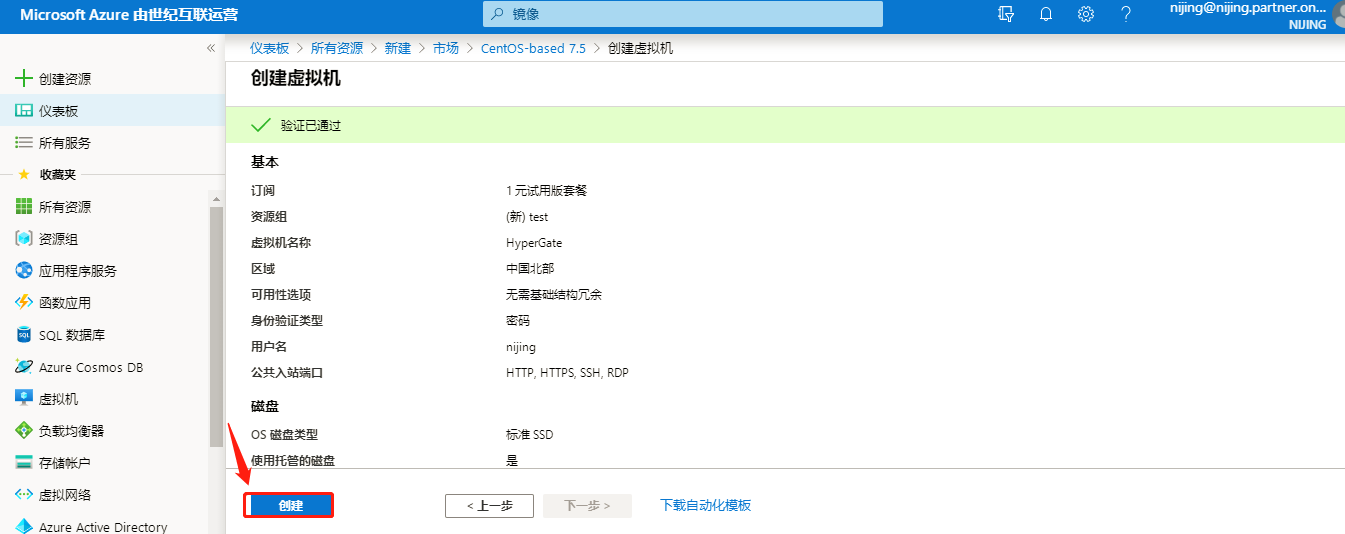 Microsoft Azure 由世纪互联运营
镜像
nijing@nijing.partner.on...
NIJING
«
仪表板 > 所有资源 > 新建 > 市场 > CentOS-based 7.5 > 创建虚拟机
创建虚拟机
验证已通过
创建资源
仪表板
所有服务
收藏夹
所有资源
资源组
应用程序服务
函数应用
SQL 数据库
Azure Cosmos DB
虚拟机
负载均衡器
存储帐户
虚拟网络
Azure Active Directory
基本
订阅 1 元试用版套餐
资源组 (新) test
虚拟机名称 HyperGate
区域 中国北部
可用性选项 无需基础结构冗余
身份验证类型 密码
用户名 nijing
公共入站端口 HTTP, HTTPS, SSH, RDP
磁盘
OS 磁盘类型 标准 SSD
使用托管的磁盘 是
创建 < 上一步 下一步 > 下载自动化模板